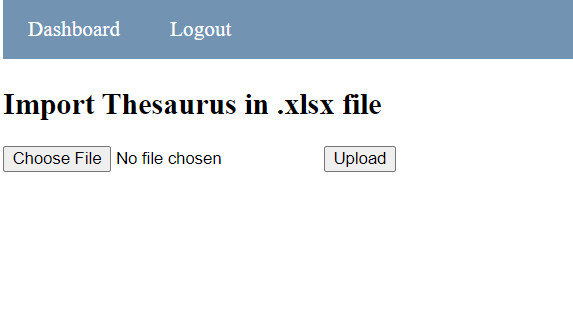 Dashboard Logout
Import Thesaurus in .xlsx file
Choose File No file chosen Upload